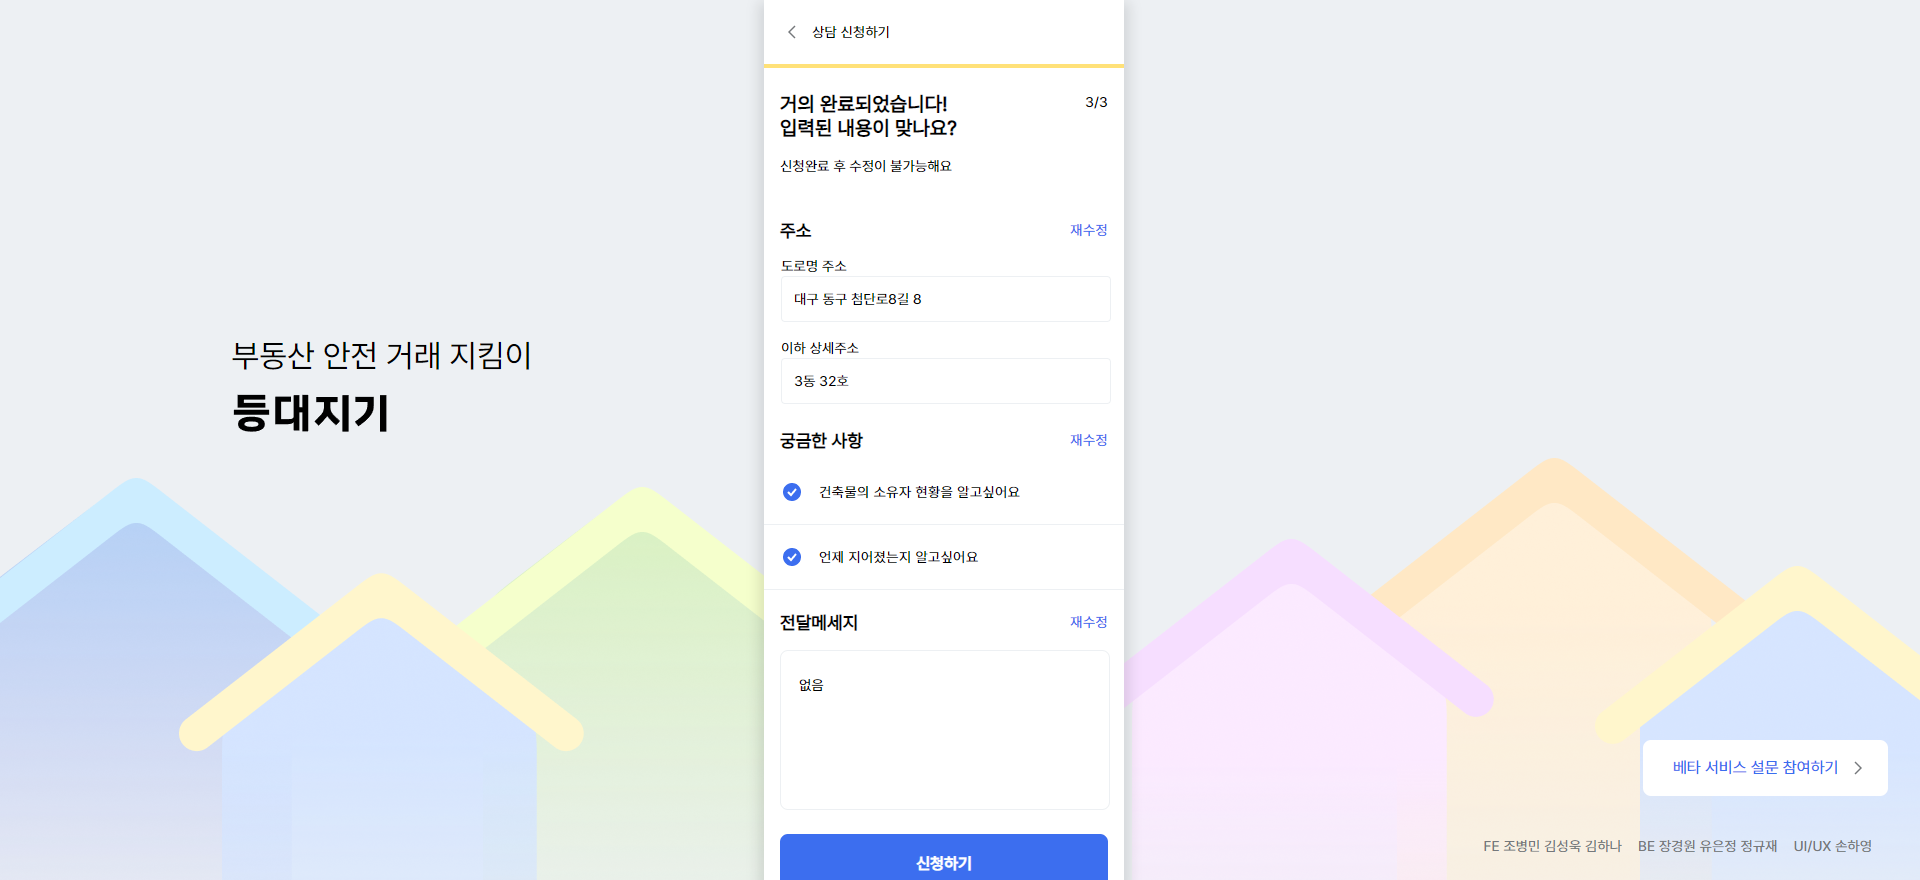 상담 신청하기
거의 완료되었습니다!
3/3
입력된 내용이 맞나요?
신청완료 후 수정이 불가능해요
주소
재수정
도로명 주소
대구 동구 첨단로8길 8
이하 상세주소
3동 32호
궁금한 사항
재수정
건축물의 소유자 현황을 알고싶어요
언제 지어졌는지 알고싶어요
전달메세지
재수정
없음
신청하기
부동산 안전 거래 지킴이
등대지기
베타 서비스 설문 참여하기
FE 조병민 김성욱 김하나 BE 장경원 유은정 정규재 UI/UX 손하영